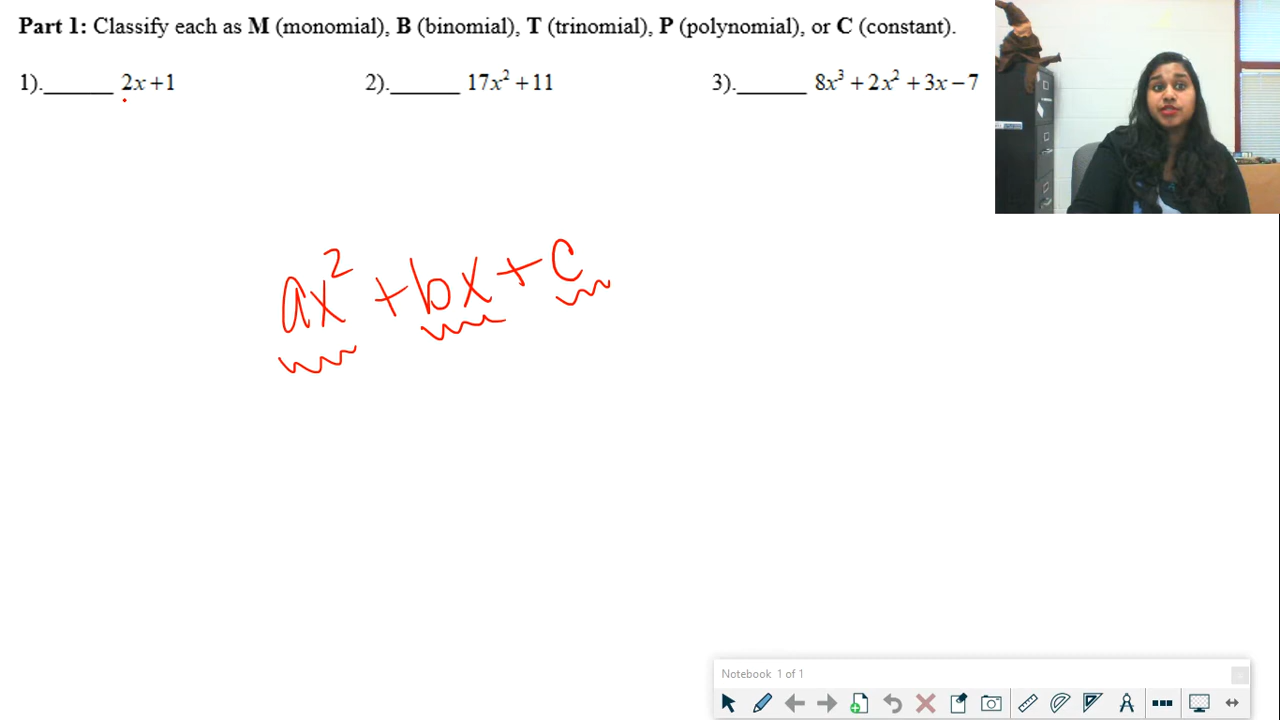 Part 1: Classify each as M (monomial), B (binomial), T (trinomial), P (polynomial), or C (constant).
1).______ 2x+1 2).______ 17x²+11 3).______ 8x³+2x²+3x−7
ax²+bx+c
Notebook 1 of 1